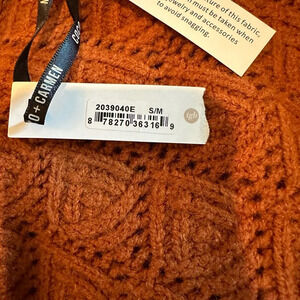 ure of this fabric,
must be taken when
jewelry and accessories
to avoid snagging.
O + CARMEN
2039040E S/M
8 78270 36316 9